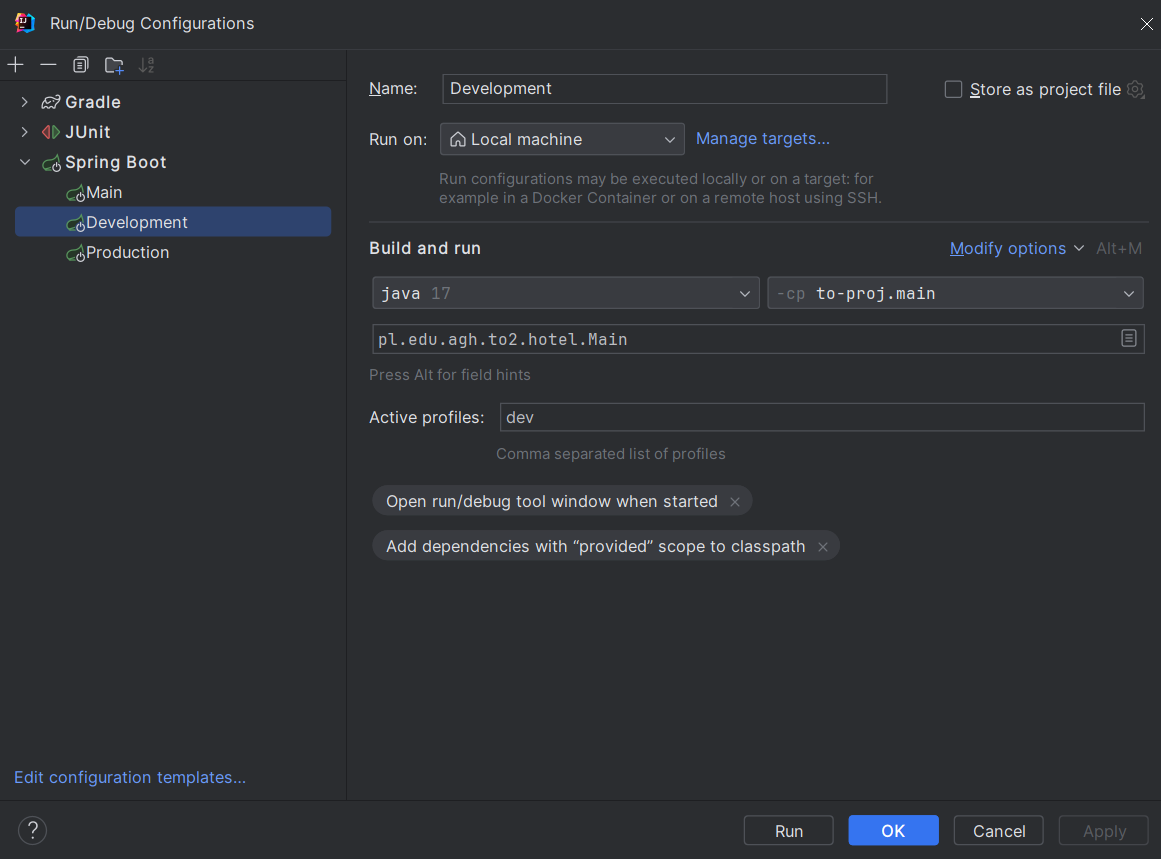 Run/Debug Configurations
Gradle
JUnit
Spring Boot
Main
Development
Production
Edit configuration templates...
Name:
Development
Store as project file
Run on:
Local machine
Manage targets...
Run configurations may be executed locally or on a target: for
example in a Docker Container or on a remote host using SSH.
Build and run
Modify options
Alt+M
java 17
-cp to-proj.main
pl.edu.agh.to2.hotel.Main
Press Alt for field hints
Active profiles:
dev
Comma separated list of profiles
Open run/debug tool window when started
Add dependencies with “provided” scope to classpath
?
Run
OK
Cancel
Apply